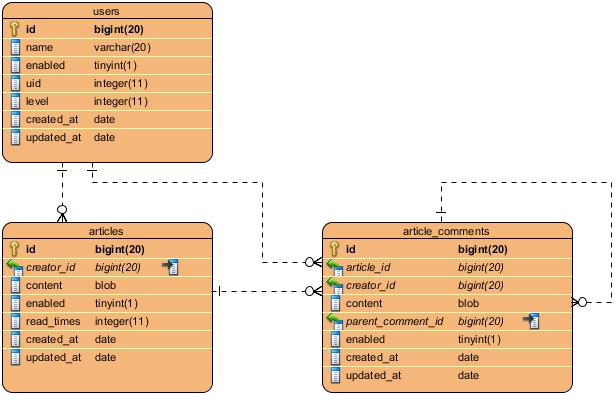 users
id bigint(20)
name varchar(20)
enabled tinyint(1)
uid integer(11)
level integer(11)
created_at date
updated_at date
articles
id bigint(20)
creator_id bigint(20)
content blob
enabled tinyint(1)
read_times integer(11)
created_at date
updated_at date
article_comments
id bigint(20)
article_id bigint(20)
creator_id bigint(20)
content blob
parent_comment_id bigint(20)
enabled tinyint(1)
created_at date
updated_at date